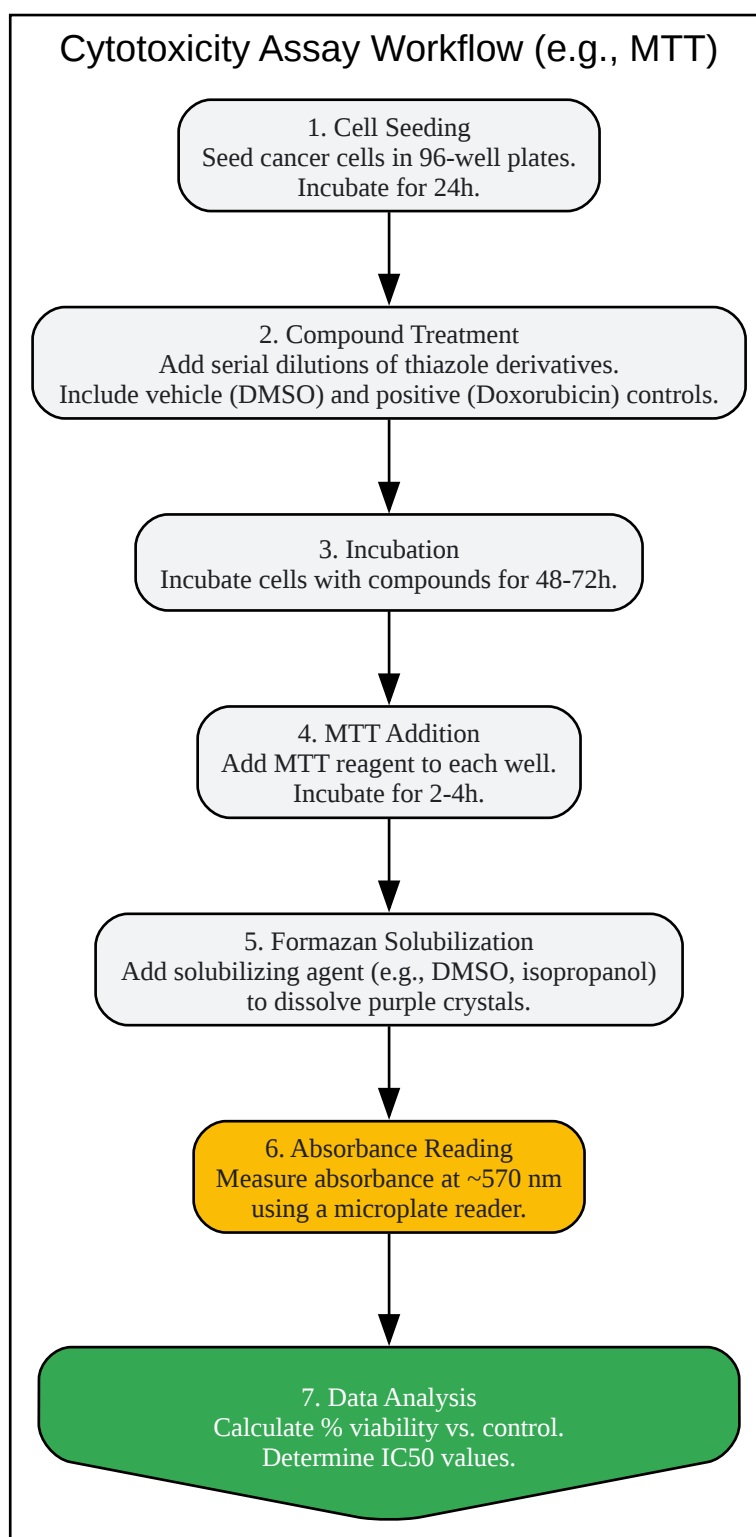 Cytotoxicity Assay Workflow (e.g., MTT)
1. Cell Seeding
Seed cancer cells in 96-well plates.
Incubate for 24h.
2. Compound Treatment
Add serial dilutions of thiazole derivatives.
Include vehicle (DMSO) and positive (Doxorubicin) controls.
3. Incubation
Incubate cells with compounds for 48-72h.
4. MTT Addition
Add MTT reagent to each well.
Incubate for 2-4h.
5. Formazan Solubilization
Add solubilizing agent (e.g., DMSO, isopropanol)
to dissolve purple crystals.
6. Absorbance Reading
Measure absorbance at ~570 nm
using a microplate reader.
7. Data Analysis
Calculate % viability vs. control.
Determine IC50 values.